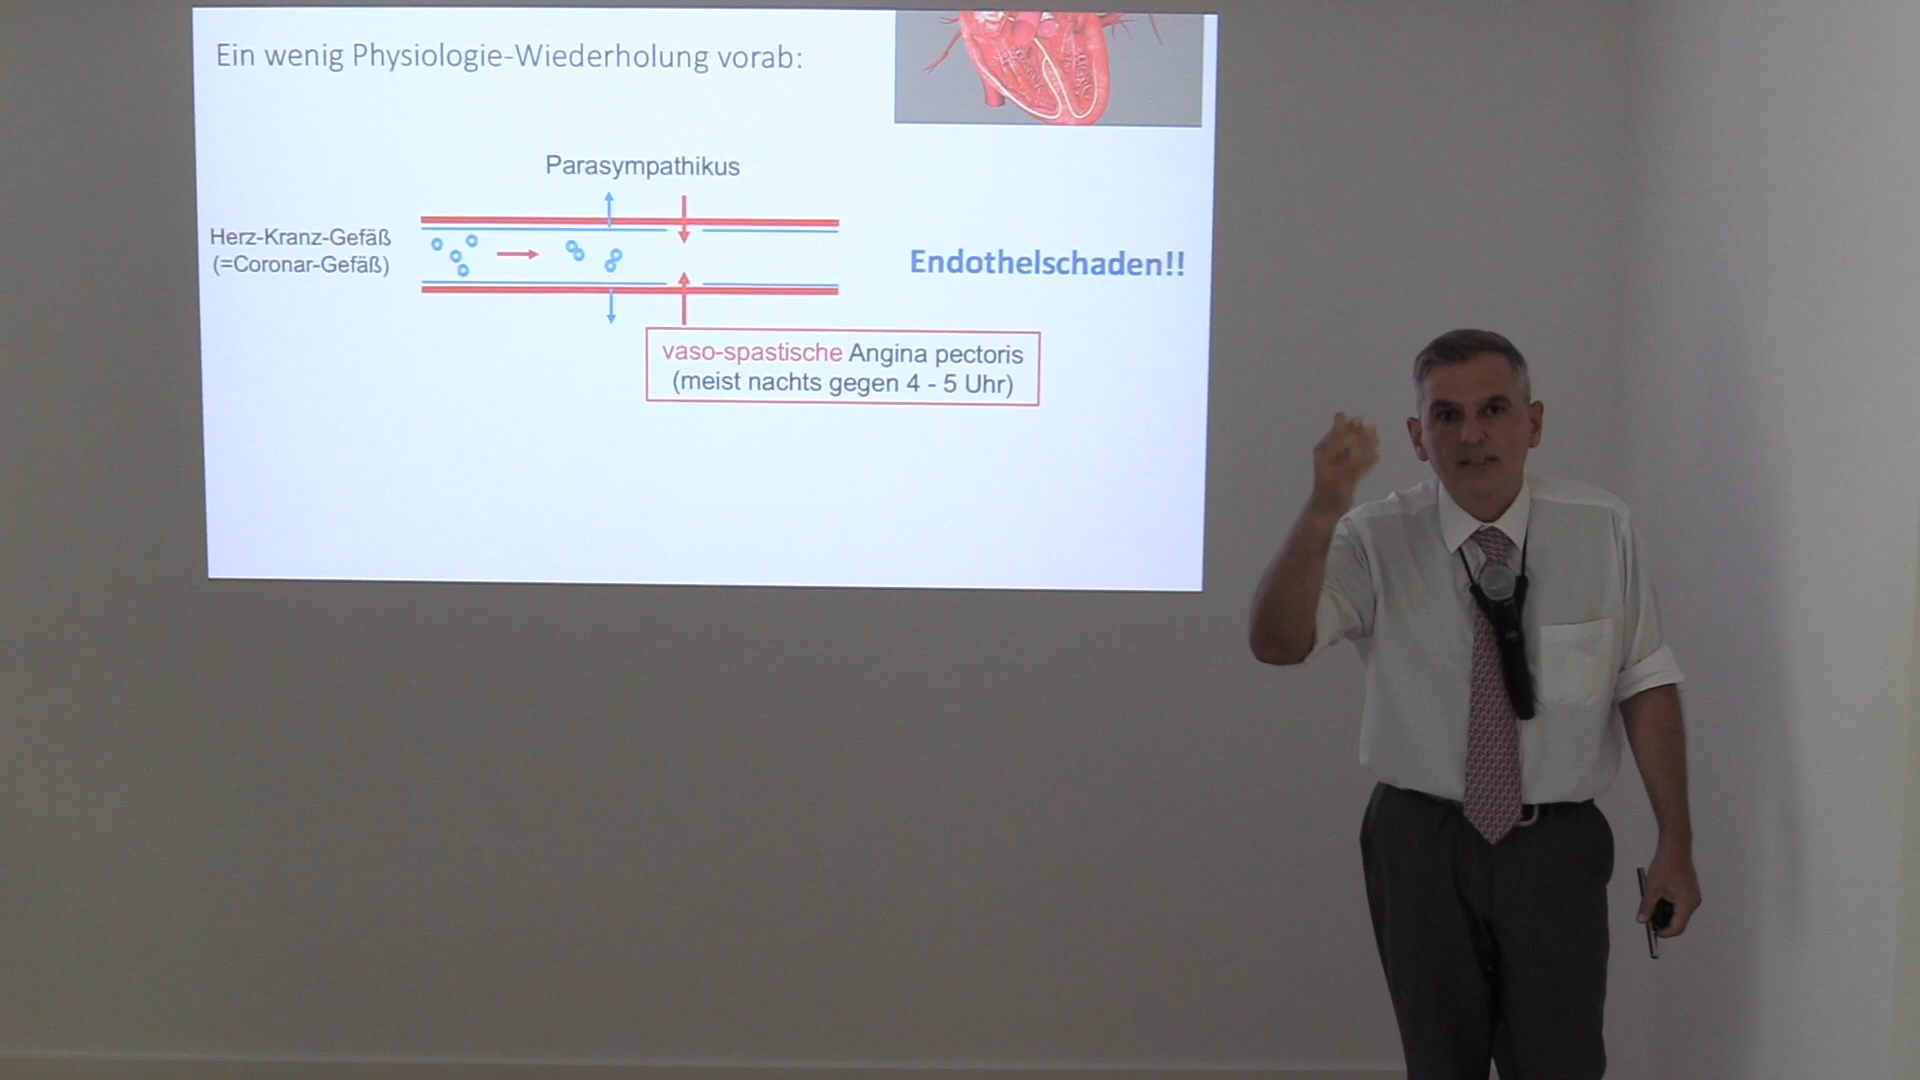 Ein wenig Physiologie-Wiederholung vorab:
Parasympathikus
Herz-Kranz-Gefäß
(=Coronar-Gefäß)
Endothelschaden!!
vaso-spastische Angina pectoris
(meist nachts gegen 4 - 5 Uhr)